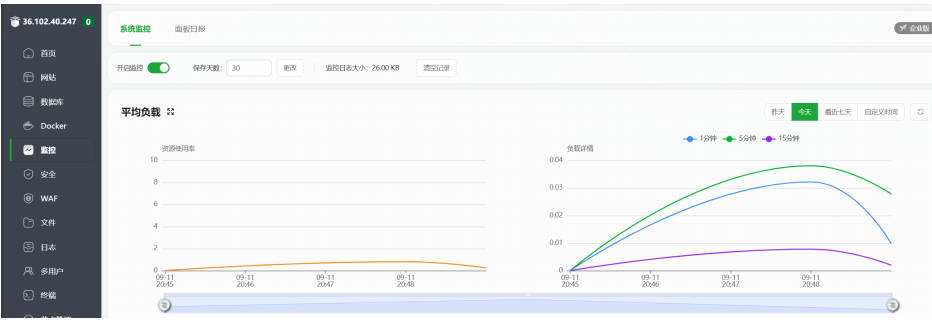 36.102.40.247 0
系统监控 面板日报
企业版
首页
开启监控 保存天数: 30 更改 监控日志大小: 26.00 KB 清空记录
网站
数据库
平均负载
昨天 今天 最近七天 自定义时间
Docker
1分钟 5分钟 15分钟
监控
资源使用率
负载详情
安全
WAF
文件
日志
多用户
终端
10
8
6
4
2
0
09-11 20:45
09-11 20:46
09-11 20:47
09-11 20:48
0.04
0.03
0.02
0.01
0
09-11 20:45
09-11 20:46
09-11 20:47
09-11 20:48